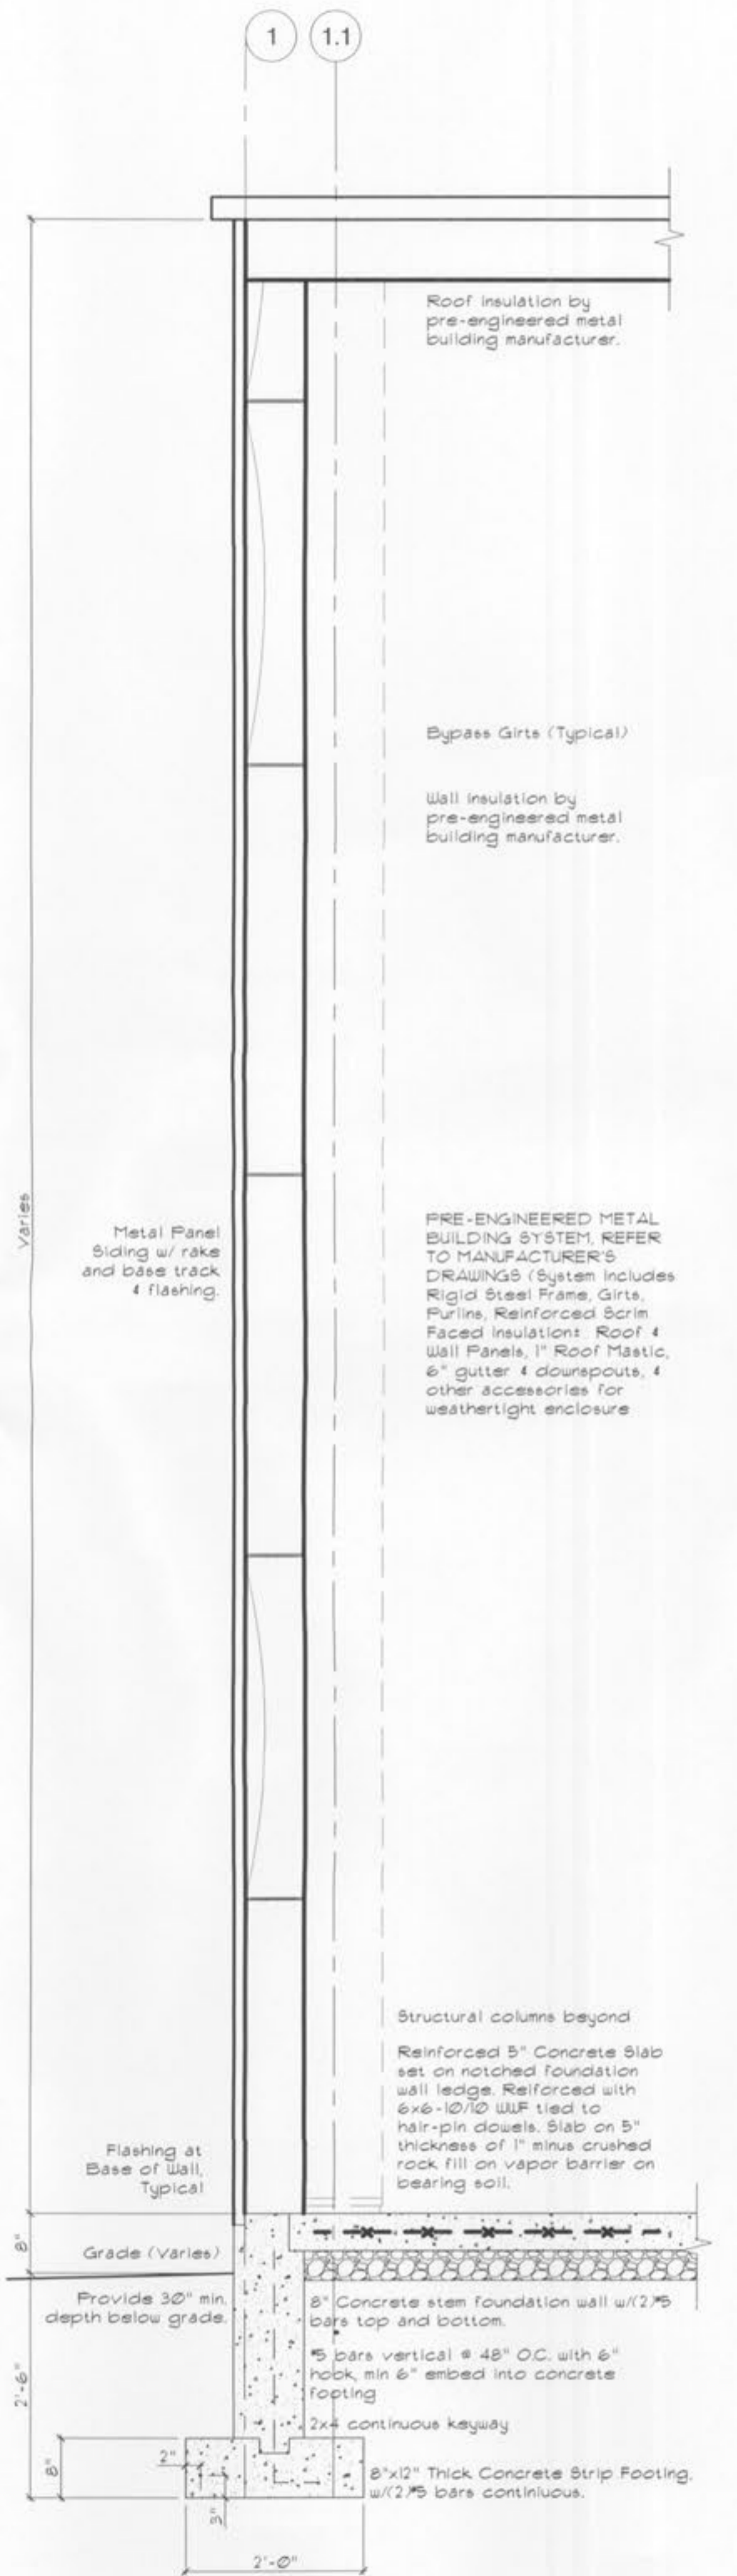 1 1.1
Roof insulation by
pre-engineered metal
building manufacturer.
Bypass Girts (Typical)
Wall insulation by
pre-engineered metal
building manufacturer.
Varies
Metal Panel
Siding w/ rake
and base track
& flashing.
PRE-ENGINEERED METAL
BUILDING SYSTEM, REFER
TO MANUFACTURER'S
DRAWINGS (System includes
Rigid Steel Frame, Girts,
Purlins, Reinforced Scrim
Faced Insulation± Roof &
Wall Panels, 1" Roof Mastic,
6" gutter & downspouts, &
other accessories for
weathertight enclosure
Structural columns beyond
Reinforced 5" Concrete Slab
set on notched foundation
wall ledge. Reiforced with
6x6-10/10 WWF tied to
hair-pin dowels. Slab on 5"
thickness of 1" minus crushed
rock fill on vapor barrier on
bearing soil.
Flashing at
Base of Wall,
Typical
8"
Grade (Varies)
Provide 30" min.
depth below grade.
2'-6"
8" Concrete stem foundation wall w/(2)#5
bars top and bottom.
#5 bars vertical @ 48" O.C. with 6"
hook, min 6" embed into concrete
footing
2x4 continuous keyway
8"x12" Thick Concrete Strip Footing,
w/(2)#5 bars continiuous.
8"
2"
3"
2'-0"